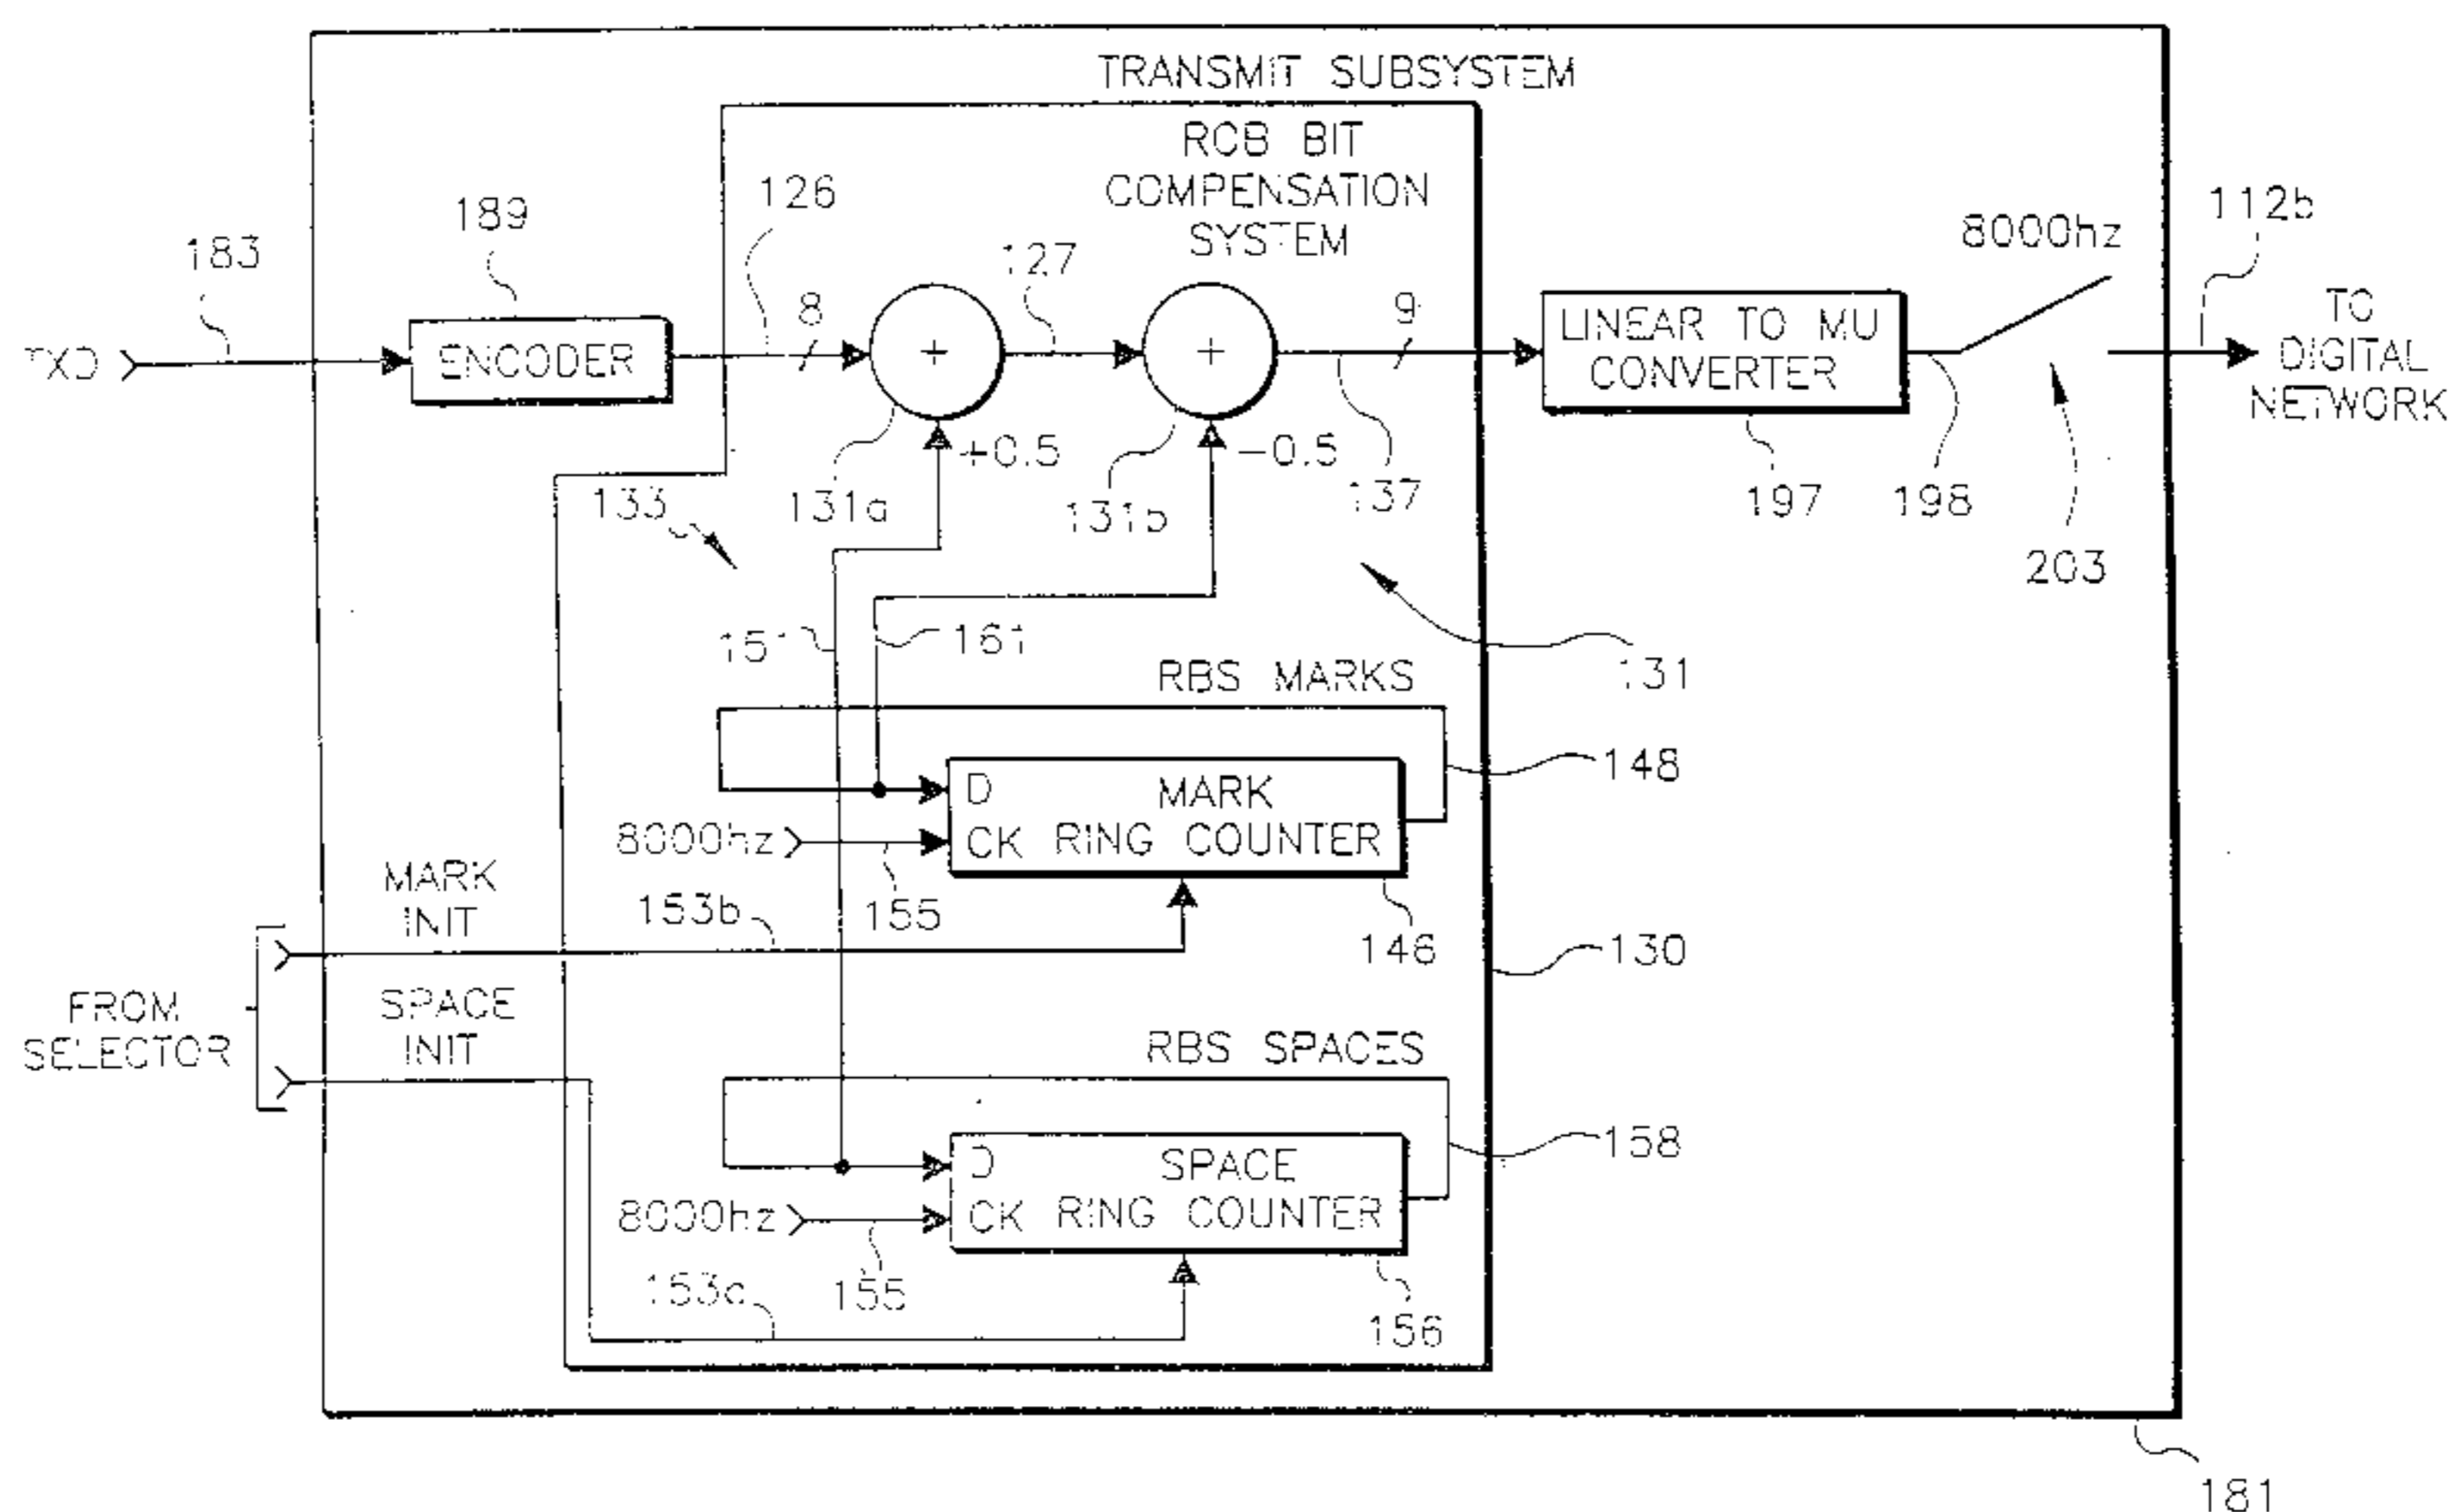 TRANSMIT SUBSYSTEM
RCB BIT
COMPENSATION
SYSTEM
126
189
183
127
8000hz
112b
8
9
TXD
ENCODER
+
+
LINEAR TO MU
CONVERTER
TO
DIGITAL
NETWORK
+0.5
-0.5
133
131a
131b
137
197
198
203
151
161
131
RBS MARKS
148
D
MARK
8000hz
CK
RING COUNTER
MARK
INIT
153b
155
146
130
FROM
SELECTOR
SPACE
INIT
RBS SPACES
158
D
SPACE
8000hz
CK
RING COUNTER
153a
155
156
181